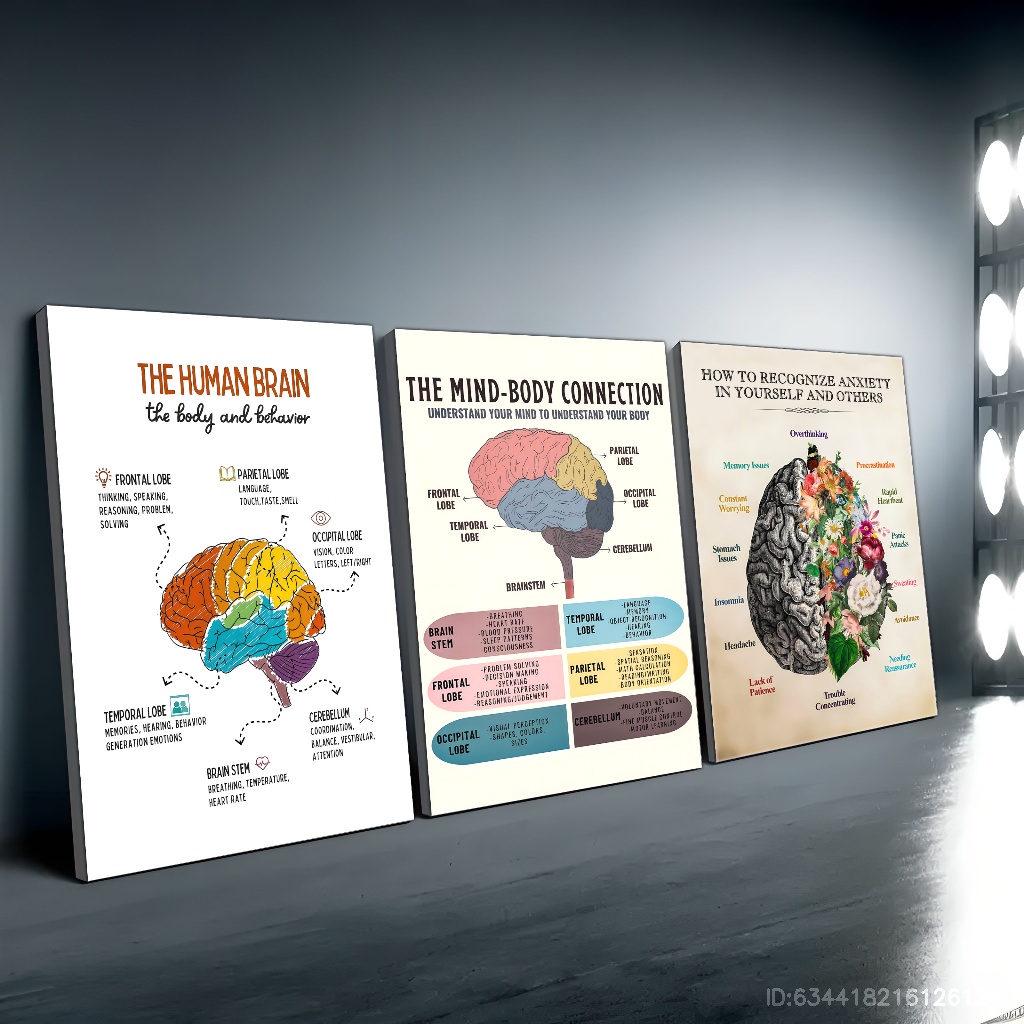 THE HUMAN BRAIN
the body and behavior
FRONTAL LOBE
THINKING, SPEAKING,
REASONING, PROBLEM,
SOLVING
PARIETAL LOBE
LANGUAGE,
TOUCH,TASTE,SMELL
OCCIPITAL LOBE
VISION, COLOR
LETTERS, LEFT/RIGHT
TEMPORAL LOBE
MEMORIES, HEARING, BEHAVIOR
GENERATION EMOTIONS
CEREBELLUM
COORDINATION,
BALANCE, VESTIBULAR,
ATTENTION
BRAIN STEM
BREATHING, TEMPERATURE,
HEART RATE
THE MIND-BODY CONNECTION
UNDERSTAND YOUR MIND TO UNDERSTAND YOUR BODY
PARIETAL
LOBE
FRONTAL
LOBE
OCCIPITAL
LOBE
TEMPORAL
LOBE
CEREBELLUM
BRAINSTEM
BRAIN
STEM
-BREATHING
-HEART RATE
-BLOOD PRESSURE
-SLEEP PATTERNS
CONSCIOUSNESS
TEMPORAL
LOBE
-LANGUAGE
-MEMORY
OBJECT RECOGNITION
-HEARING
-BEHAVIOR
FRONTAL
LOBE
-PROBLEM SOLVING
-DECISION MAKING
-SPEAKING
EMOTIONAL EXPRESSION
-REASONING/JUDGEMENT
PARIETAL
LOBE
-SENSATION
SPATIAL REASONING
-MATH CALCULATION
-READING/WRITING
BODY ORIENTATION
OCCIPITAL
LOBE
-VISUAL PERCEPTION
-SHAPES, COLORS,
SIZES
CEREBELLUM
-VOLUNTARY MOVEMENT
-BALANCE
-FINE MUSCLE CONTROL
-MOTOR LEARNING
HOW TO RECOGNIZE ANXIETY
IN YOURSELF AND OTHERS
Overthinking
Memory Issues
Procrastination
Constant
Worrying
Rapid
Heartbeat
Stomach
Issues
Panic
Attacks
Sweating
Insomnia
Avoidance
Headache
Needing
Reassurance
Lack of
Patience
Trouble
Concentrating